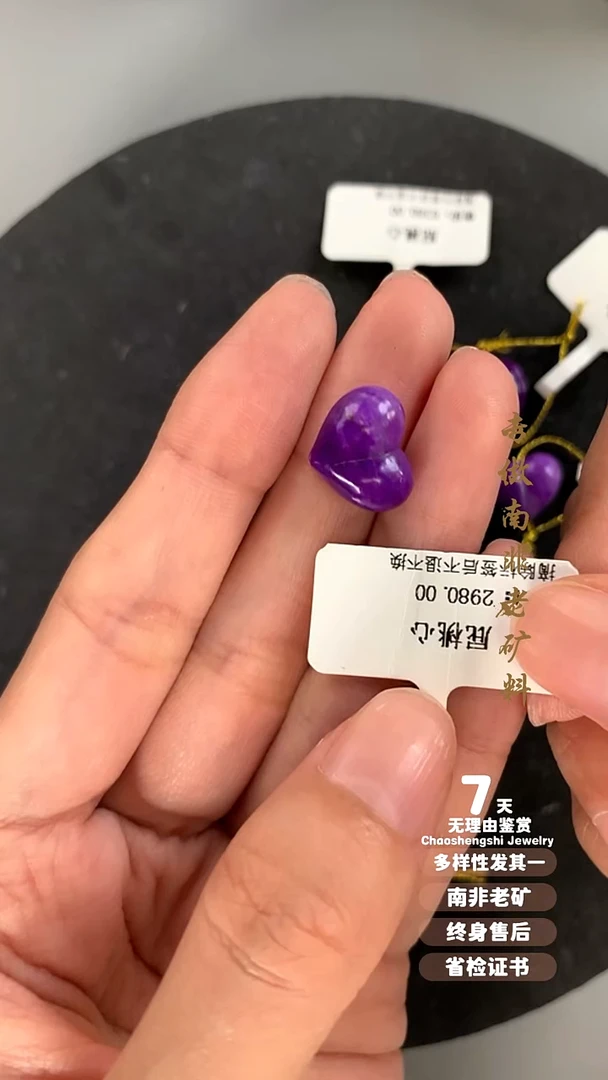 专做南非老矿料
屁桃心
2980.00
摘除标签后不退不换
7天
无理由鉴赏
Chaoshengshi Jewelry
多样性发其一
南非老矿
终身售后
省检证书